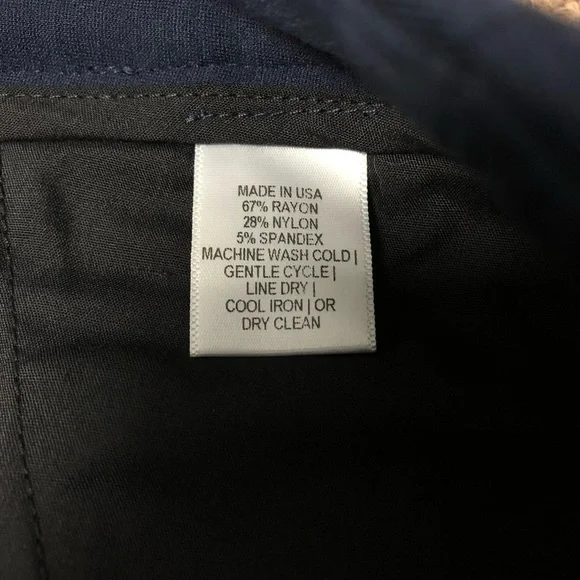 MADE IN USA
67% RAYON
28% NYLON
5% SPANDEX
MACHINE WASH COLD |
GENTLE CYCLE |
LINE DRY |
COOL IRON | OR
DRY CLEAN